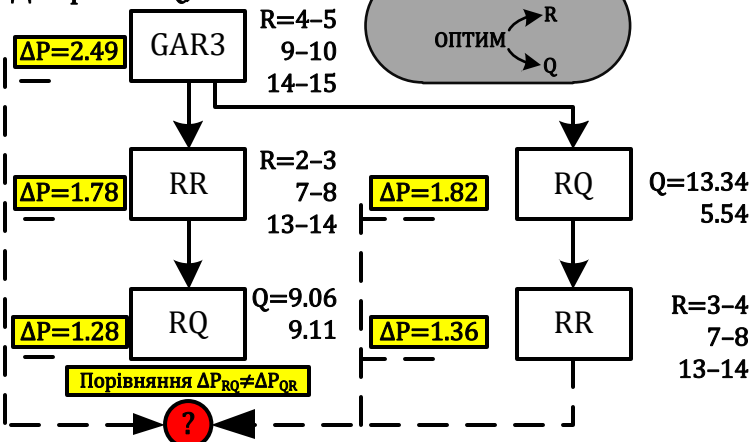 R=4–5
ΔP=2.49
GAR3
9–10
14–15
ОПТИМ
R
Q
R=2–3
ΔP=1.78
RR
7–8
13–14
ΔP=1.82
RQ
Q=13.34
5.54
Q=9.06
ΔP=1.28
RQ
9.11
ΔP=1.36
RR
R=3–4
7–8
13–14
Порівняння ΔPRQ≠ΔPQR
?